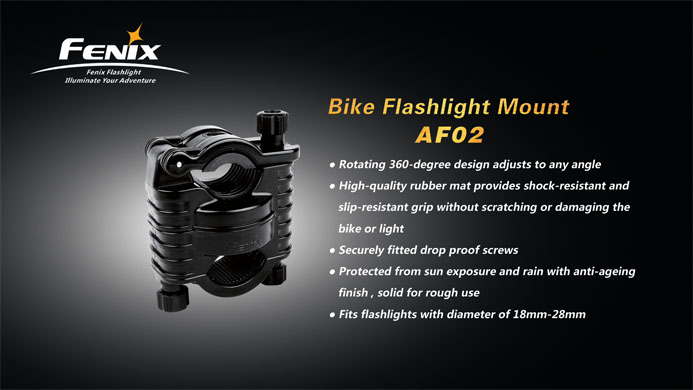 FENIX
Fenix Flashlight
Illuminate Your Adventure
Bike Flashlight Mount
AF02
● Rotating 360-degree design adjusts to any angle
● High-quality rubber mat provides shock-resistant and
slip-resistant grip without scratching or damaging the
bike or light
● Securely fitted drop proof screws
● Protected from sun exposure and rain with anti-ageing
finish , solid for rough use
● Fits flashlights with diameter of 18mm-28mm
FENIX